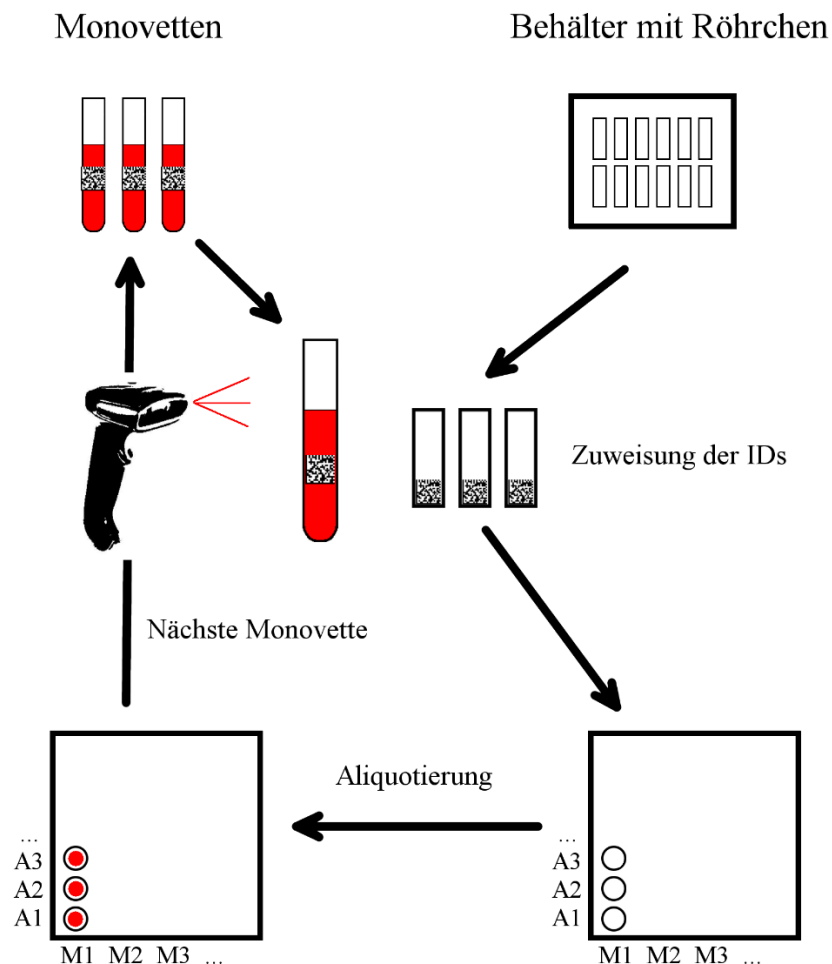 Monovetten
Behälter mit Röhrchen
Zuweisung der IDs
Nächste Monovette
Aliquotierung
...
A3
A2
A1
M1 M2 M3 ...
...
A3
A2
A1
M1 M2 M3 ...